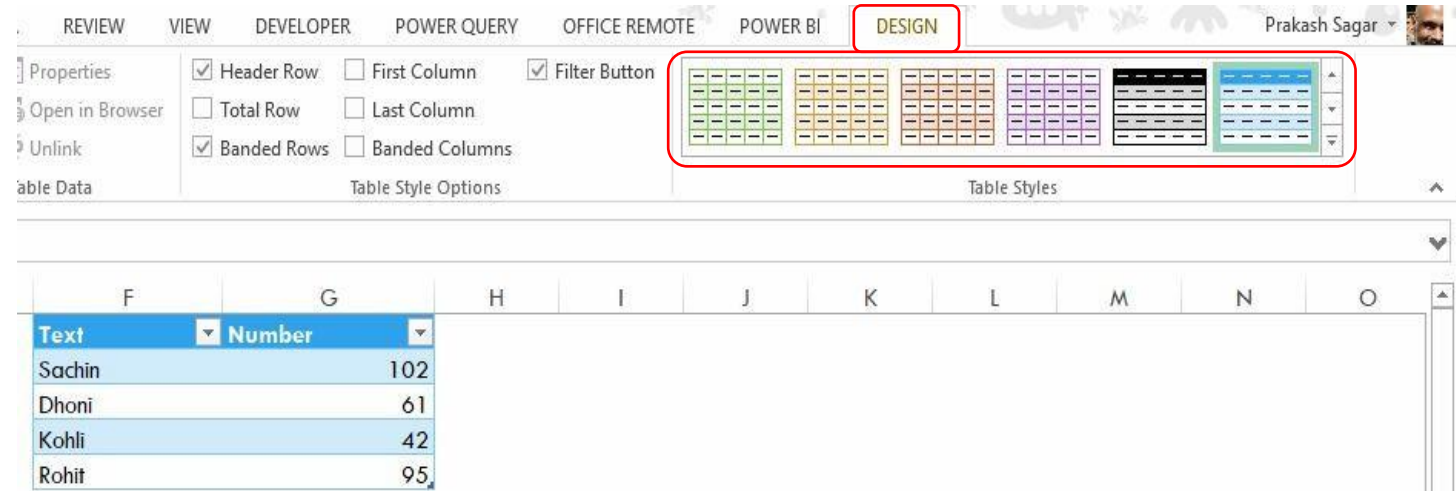 REVIEW VIEW DEVELOPER POWER QUERY OFFICE REMOTE POWER BI DESIGN Prakash Sagar
Properties Header Row First Column Filter Button
Open in Browser Total Row Last Column
Unlink Banded Rows Banded Columns
Table Data Table Style Options Table Styles
F G H I J K L M N O
Text Number
Sachin 102
Dhoni 61
Kohli 42
Rohit 95